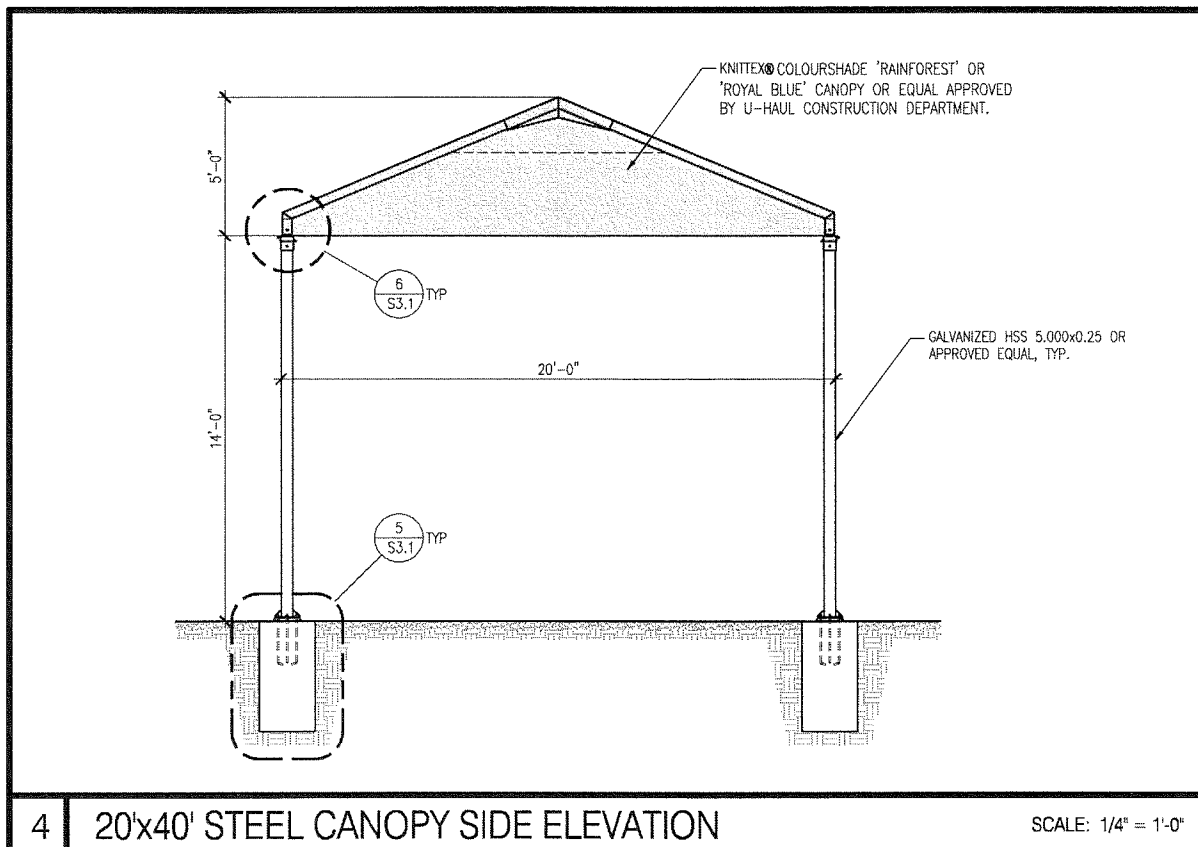 KNITTEX® COLOURSHADE 'RAINFOREST' OR
'ROYAL BLUE' CANOPY OR EQUAL APPROVED
BY U-HAUL CONSTRUCTION DEPARTMENT.
5'-0"
6
S3.1
TYP
GALVANIZED HSS 5.000x0.25 OR
APPROVED EQUAL, TYP.
20'-0"
14'-0"
5
S3.1
TYP
4 20'x40' STEEL CANOPY SIDE ELEVATION
SCALE: 1/4" = 1'-0"